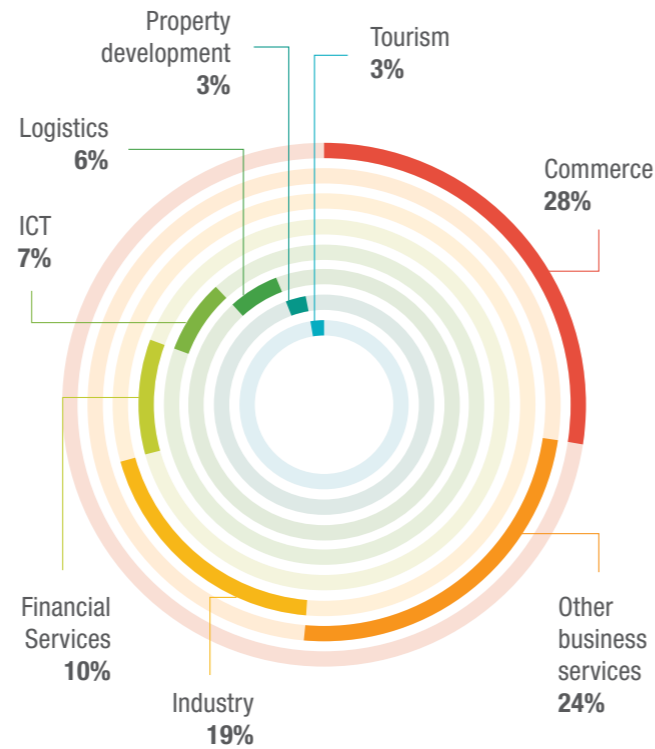 Property
development
3%
Tourism
3%
Logistics
6%
Commerce
28%
ICT
7%
Financial
Services
10%
Other
business
services
24%
Industry
19%